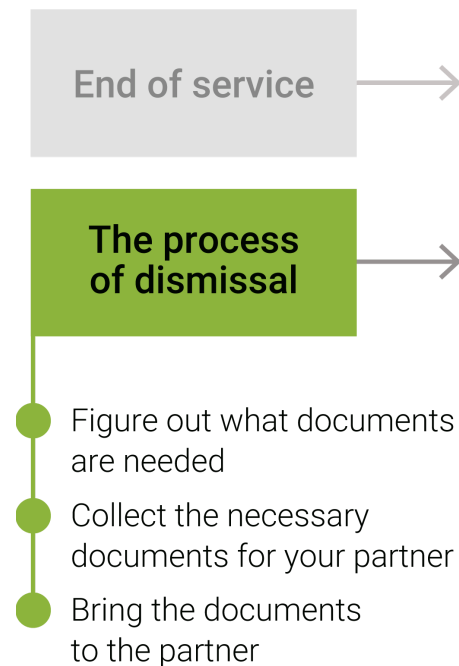 End of service
The process
of dismissal
Figure out what documents
are needed
Collect the necessary
documents for your partner
Bring the documents
to the partner